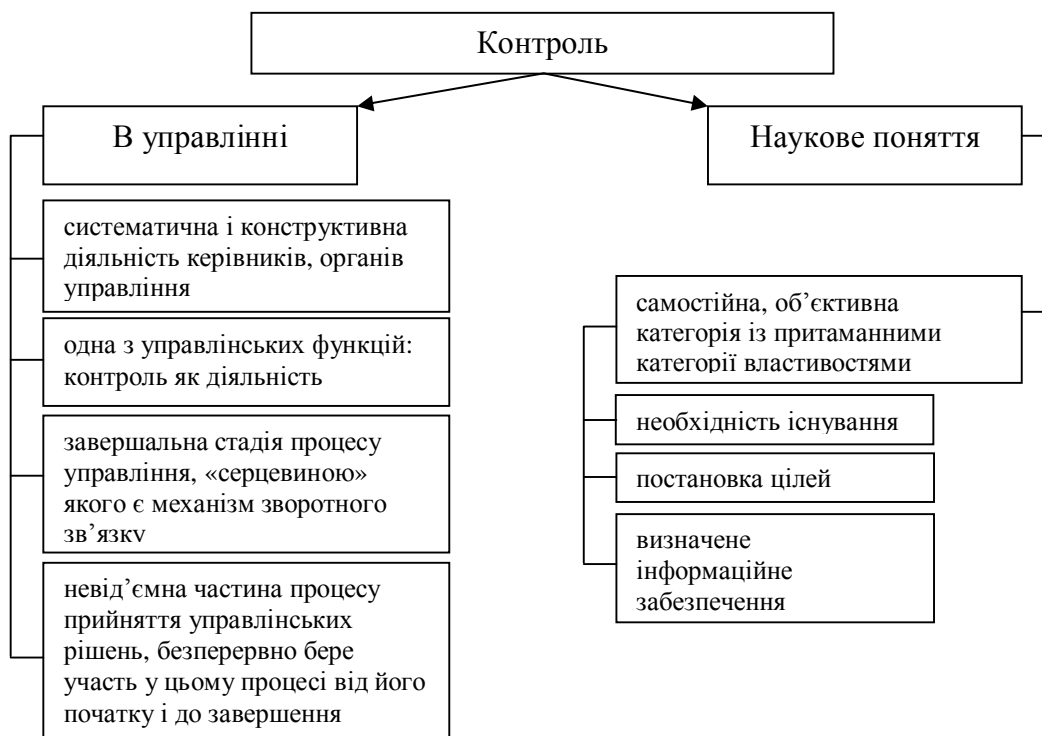 Контроль
В управлінні
Наукове поняття
систематична і конструктивна
діяльність керівників, органів
управління
одна з управлінських функцій:
контроль як діяльність
завершальна стадія процесу
управління, «серцевиною»
якого є механізм зворотного
зв’язку
невід’ємна частина процесу
прийняття управлінських
рішень, безперервно бере
участь у цьому процесі від його
початку і до завершення
самостійна, об’єктивна
категорія із притаманними
категорії властивостями
необхідність існування
постановка цілей
визначене
інформаційне
забезпечення